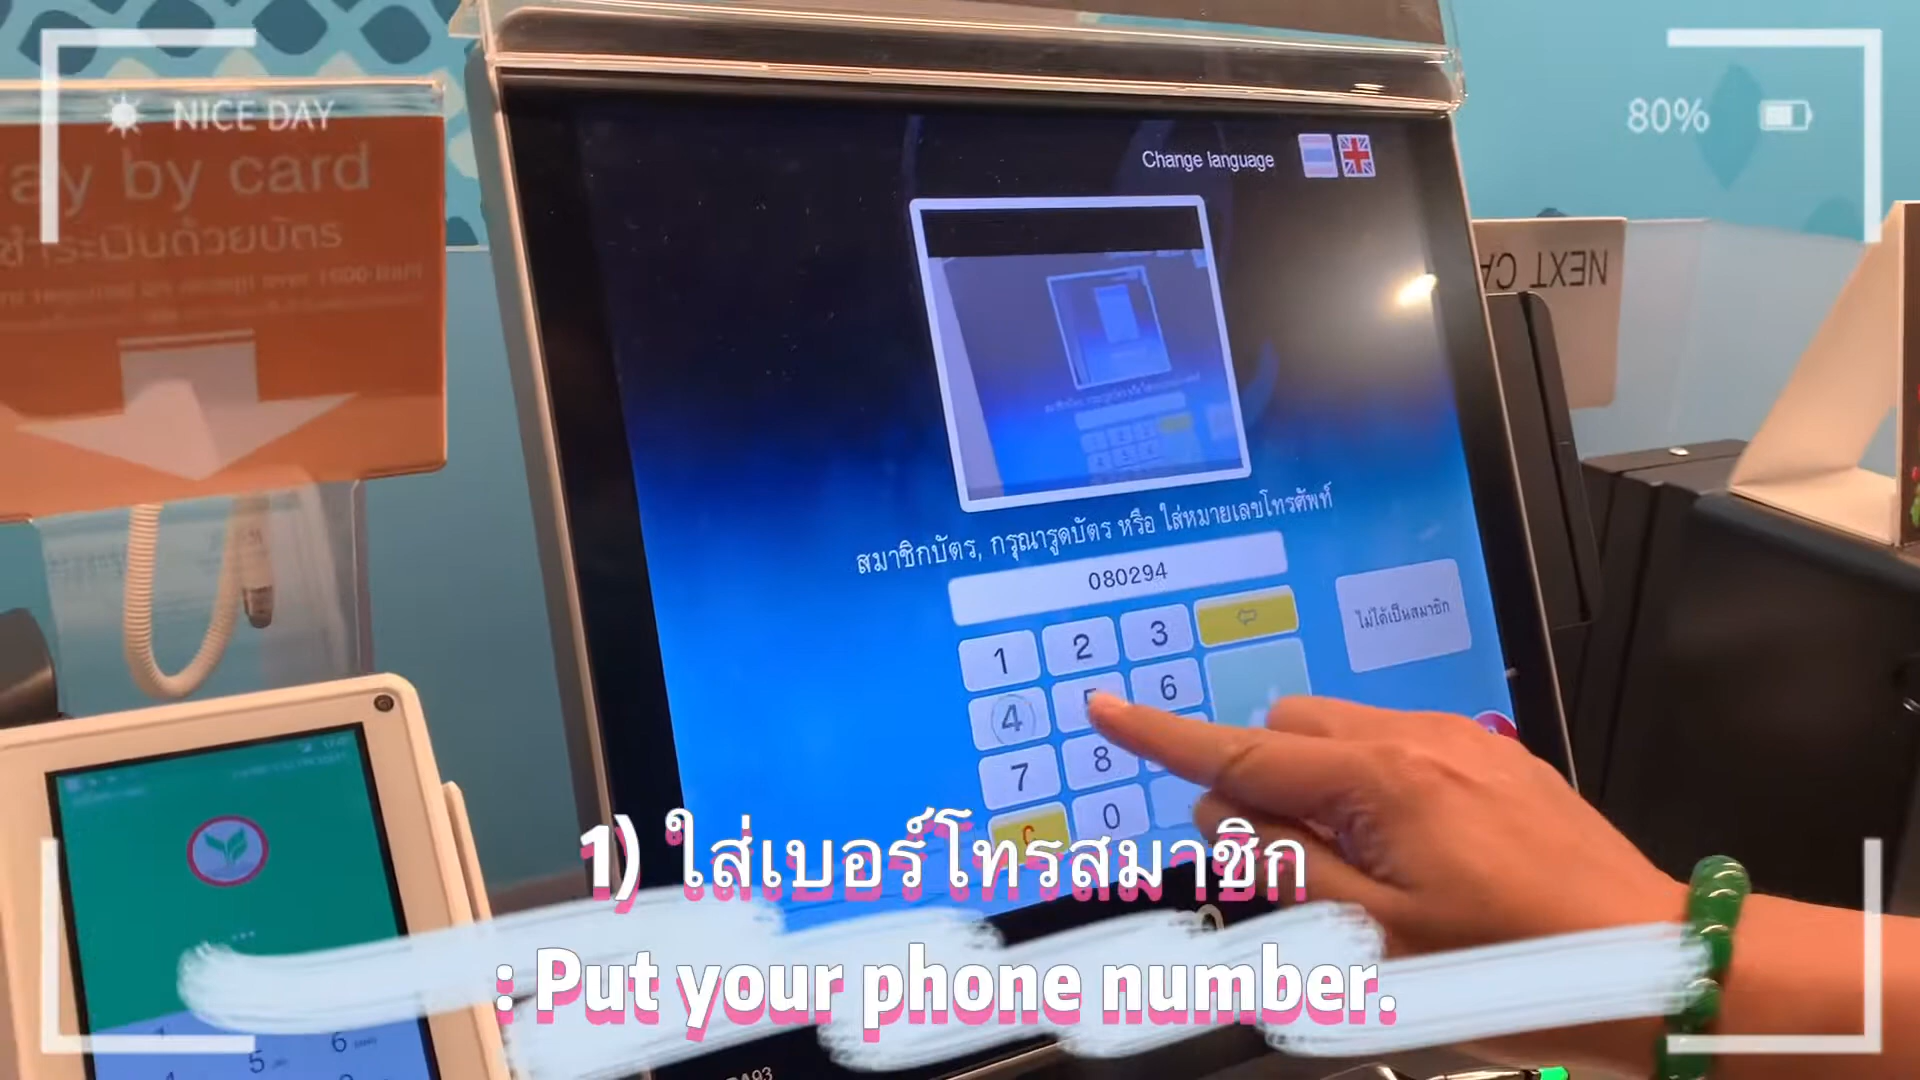 NICE DAY
80%
ay by card
ชำระเงินด้วยบัตร
Change language
NEXT CA
สมาชิกบัตร, กรุณารูดบัตร หรือ ใส่หมายเลขโทรศัพท์
080294
1 2 3
ไม่ได้เป็นสมาชิก
4 5 6
7 8
C 0
1) ใส่เบอร์โทรสมาชิก
: Put your phone number.
5 6